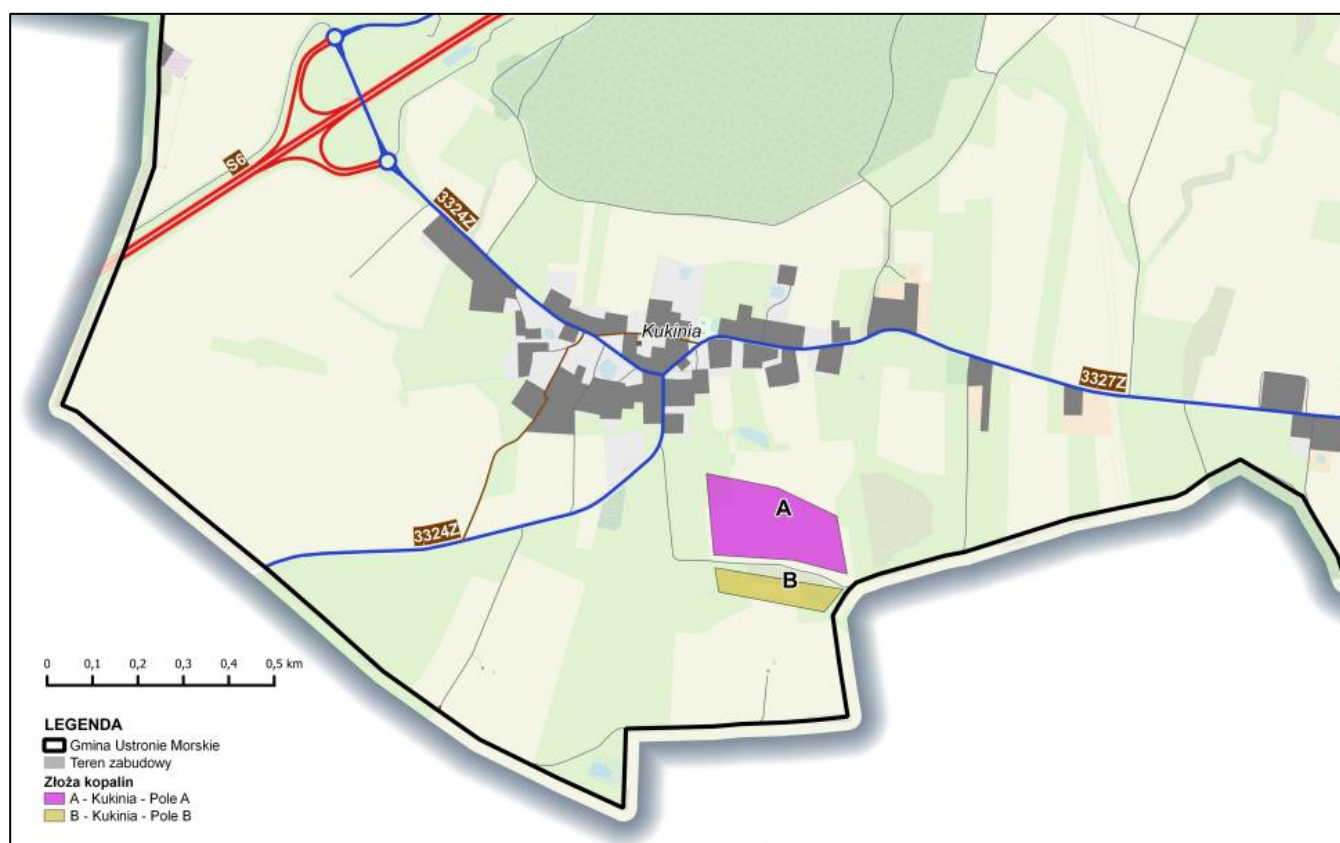 S6
3324Z
Kukinia
3327Z
A
3324Z
B
0 0,1 0,2 0,3 0,4 0,5 km
LEGENDA
Gmina Ustronie Morskie
Teren zabudowy
Złoża kopalin
A - Kukinia - Pole A
B - Kukinia - Pole B